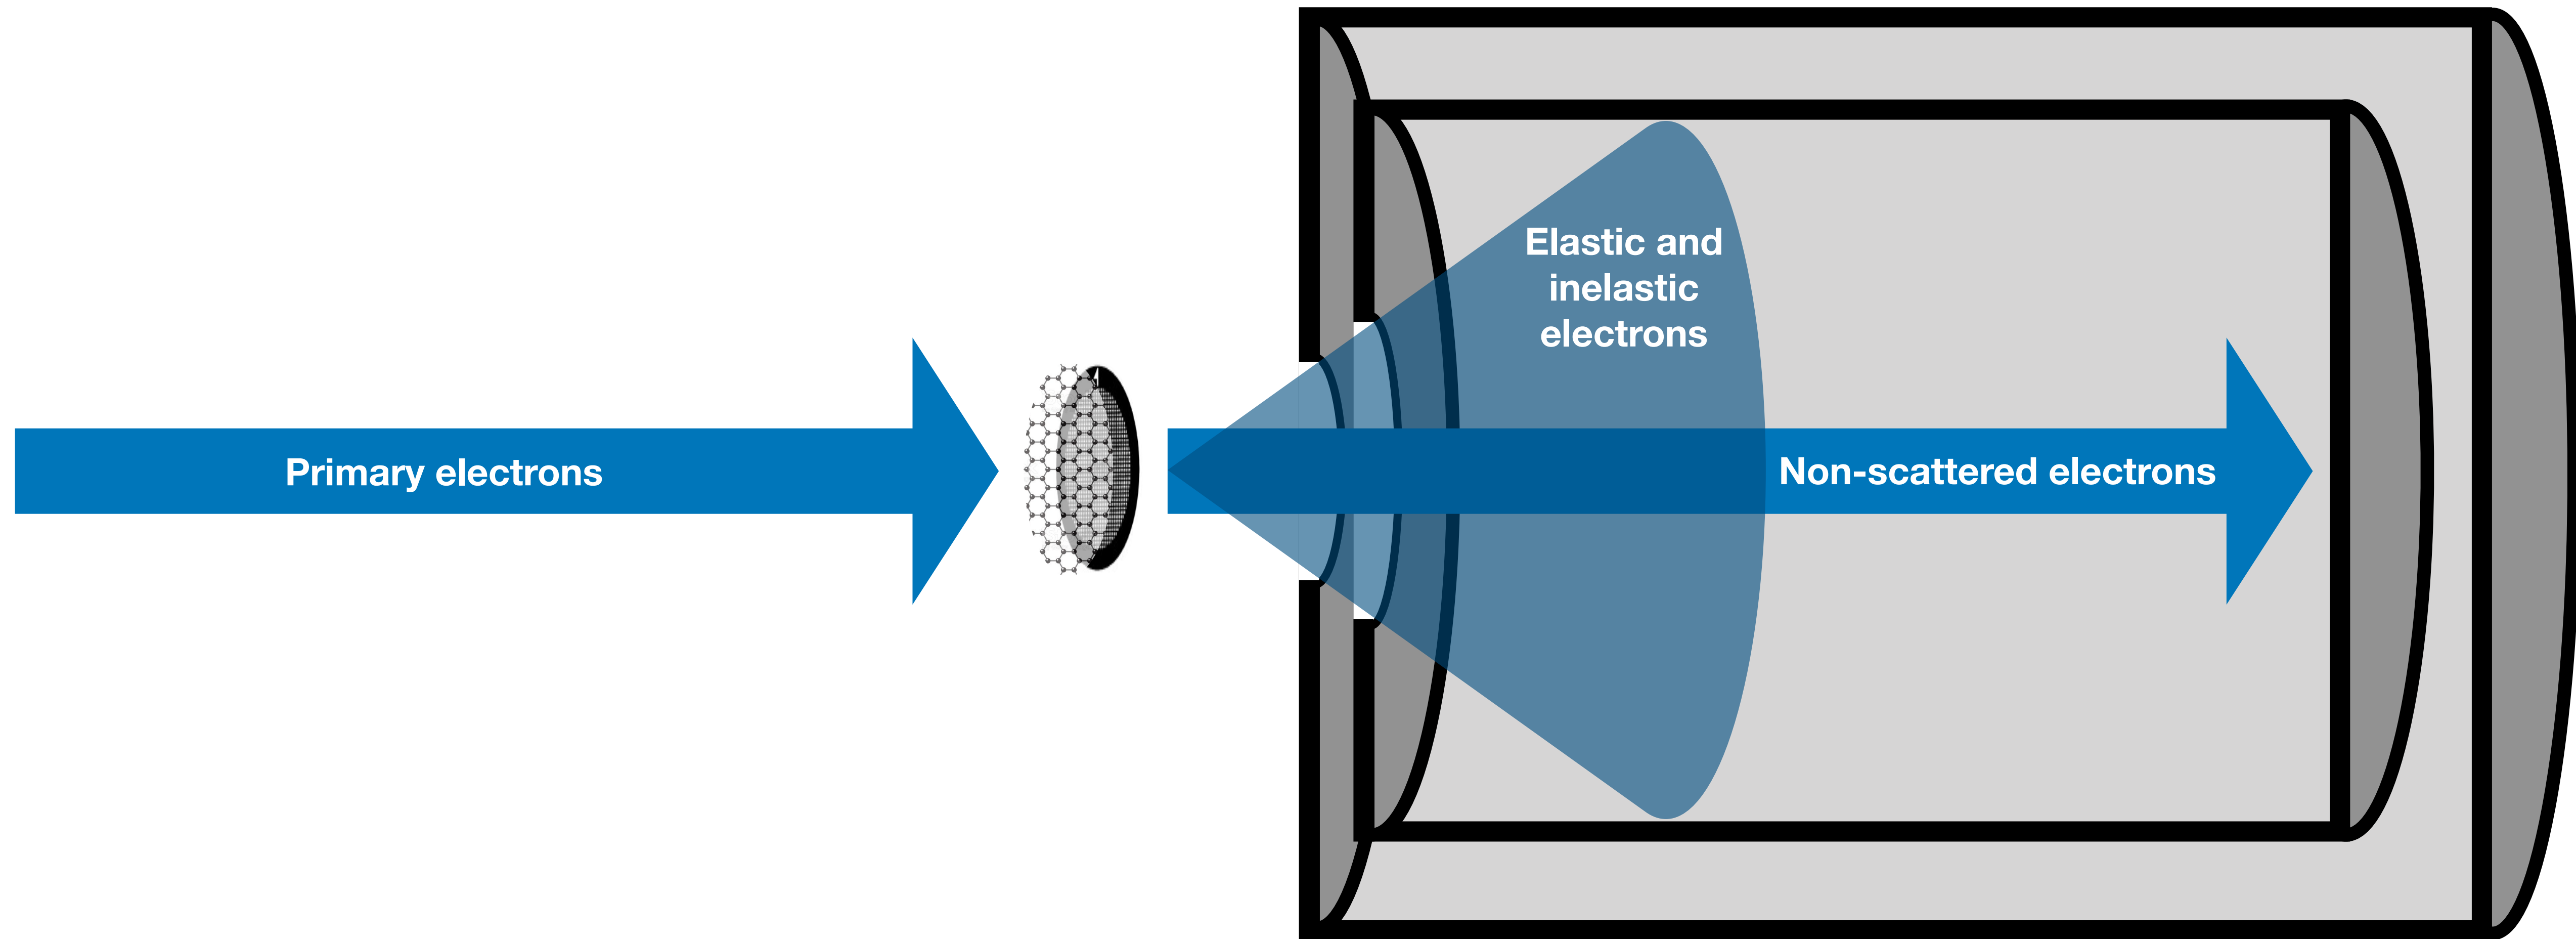 Primary electrons
Elastic and
inelastic
electrons
Non-scattered electrons